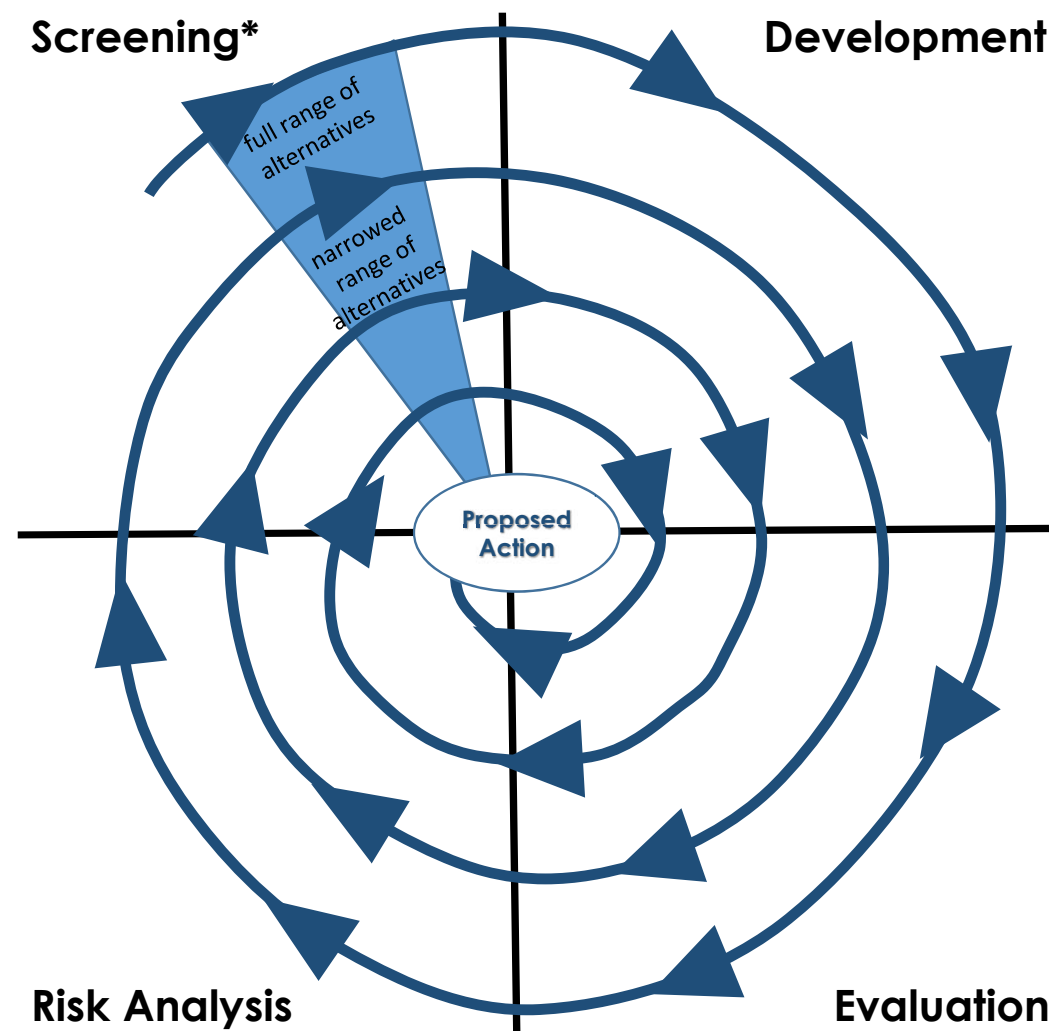 Screening*
Development
full range of
alternatives
narrowed
range of
alternatives
Proposed
Action
Risk Analysis
Evaluation